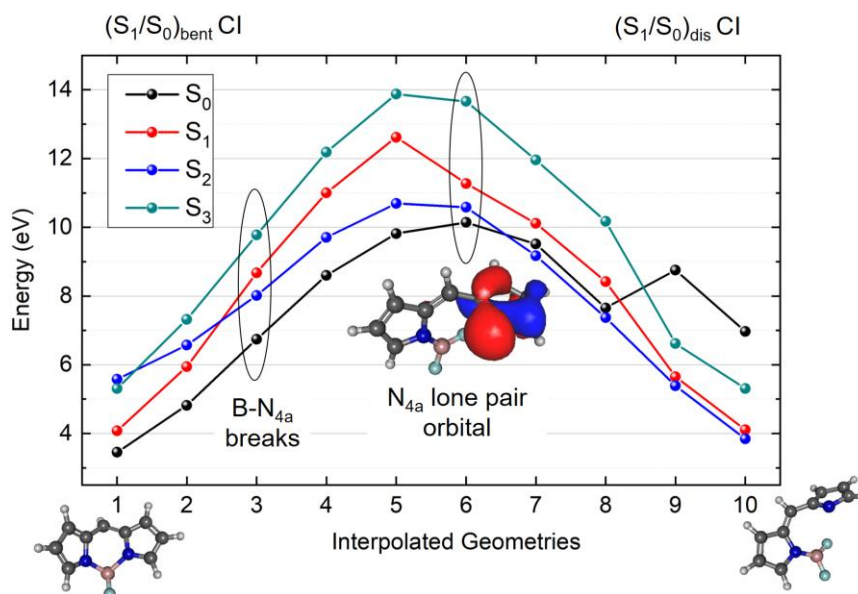 (S₁/S₀)bent CI
(S₁/S₀)dis CI
S₀
S₁
S₂
S₃
14
12
10
8
6
4
Energy (eV)
B-N₄ₐ
breaks
N₄ₐ lone pair
orbital
1 2 3 4 5 6 7 8 9 10
Interpolated Geometries